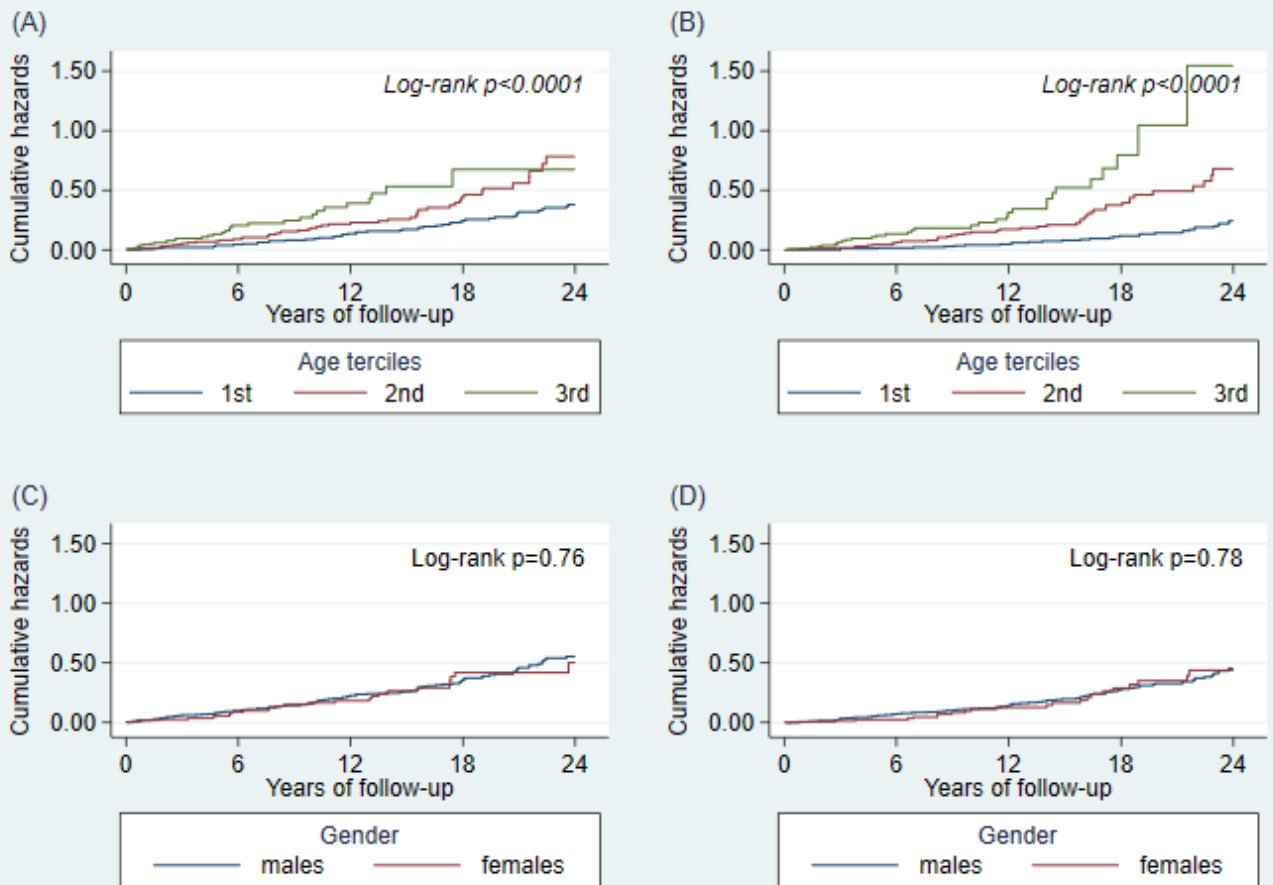 (A)
Cumulative hazards
1.50
1.00
0.50
0.00
Log-rank p<0.0001
0 6 12 18 24
Years of follow-up
Age terciles
1st 2nd 3rd
(B)
Cumulative hazards
1.50
1.00
0.50
0.00
Log-rank p<0.0001
0 6 12 18 24
Years of follow-up
Age terciles
1st 2nd 3rd
(C)
Cumulative hazards
1.50
1.00
0.50
0.00
Log-rank p=0.76
0 6 12 18 24
Years of follow-up
Gender
males females
(D)
Cumulative hazards
1.50
1.00
0.50
0.00
Log-rank p=0.78
0 6 12 18 24
Years of follow-up
Gender
males females